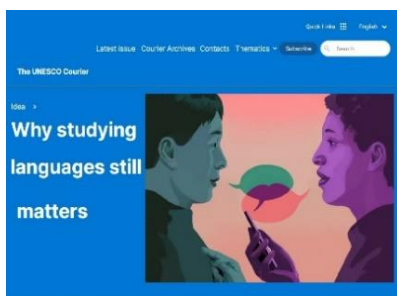 Quick Links English
Latest Issue Courier Archives Contacts Thematics Subscribe Search
The UNESCO Courier
Idea >
Why studying
languages still
matters